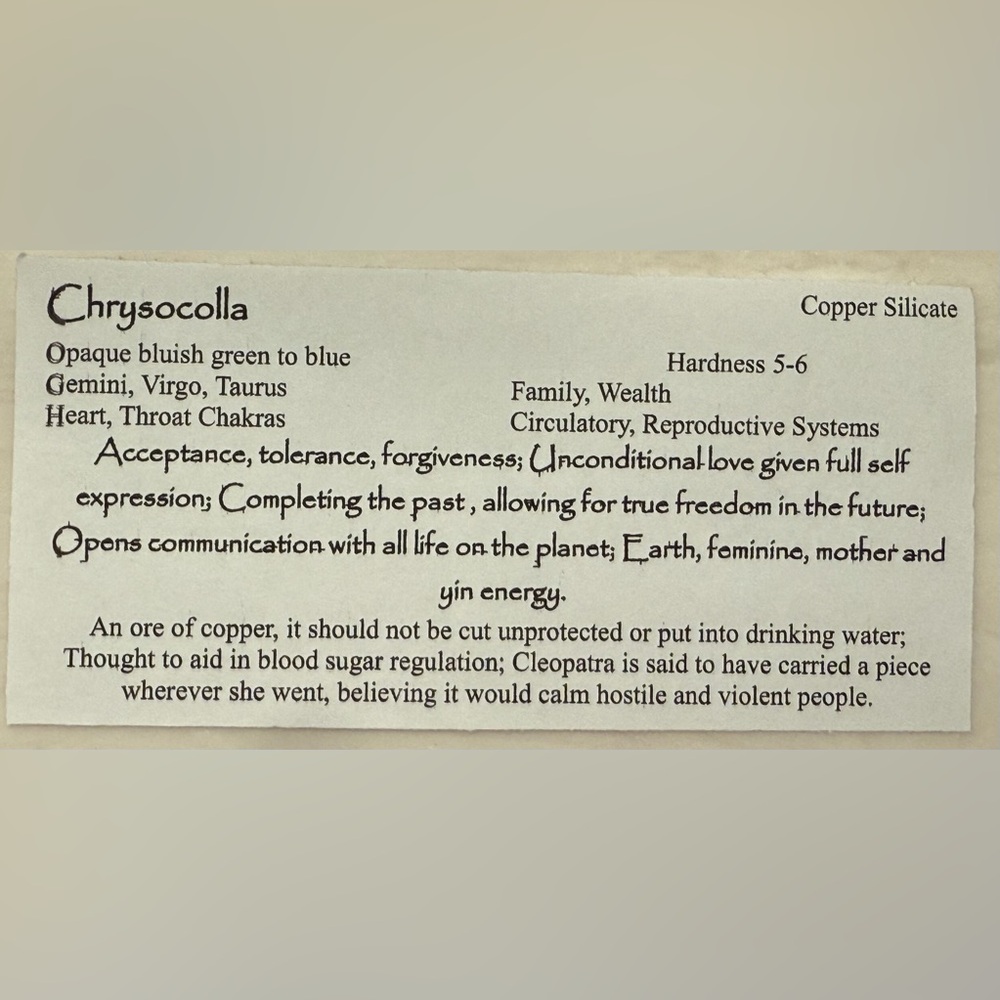 Chrysocolla Copper Silicate
Opaque bluish green to blue Hardness 5-6
Gemini, Virgo, Taurus Family, Wealth
Heart, Throat Chakras Circulatory, Reproductive Systems
Acceptance, tolerance, forgiveness; Unconditional love given full self
expression; Completing the past, allowing for true freedom in the future;
Opens communication with all life on the planet; Earth, feminine, mother and
yin energy.
An ore of copper, it should not be cut unprotected or put into drinking water;
Thought to aid in blood sugar regulation; Cleopatra is said to have carried a piece
wherever she went, believing it would calm hostile and violent people.